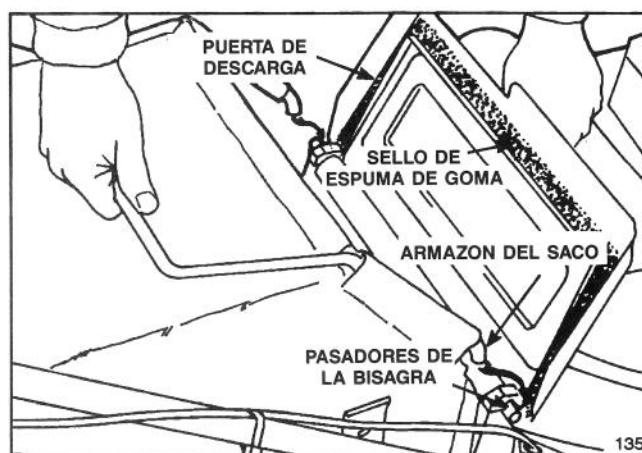 PUERTA DE
DESCARGA
SELLO DE
ESPUMA DE GOMA
ARMAZON DEL SACO
PASADORES DE
LA BISAGRA
135